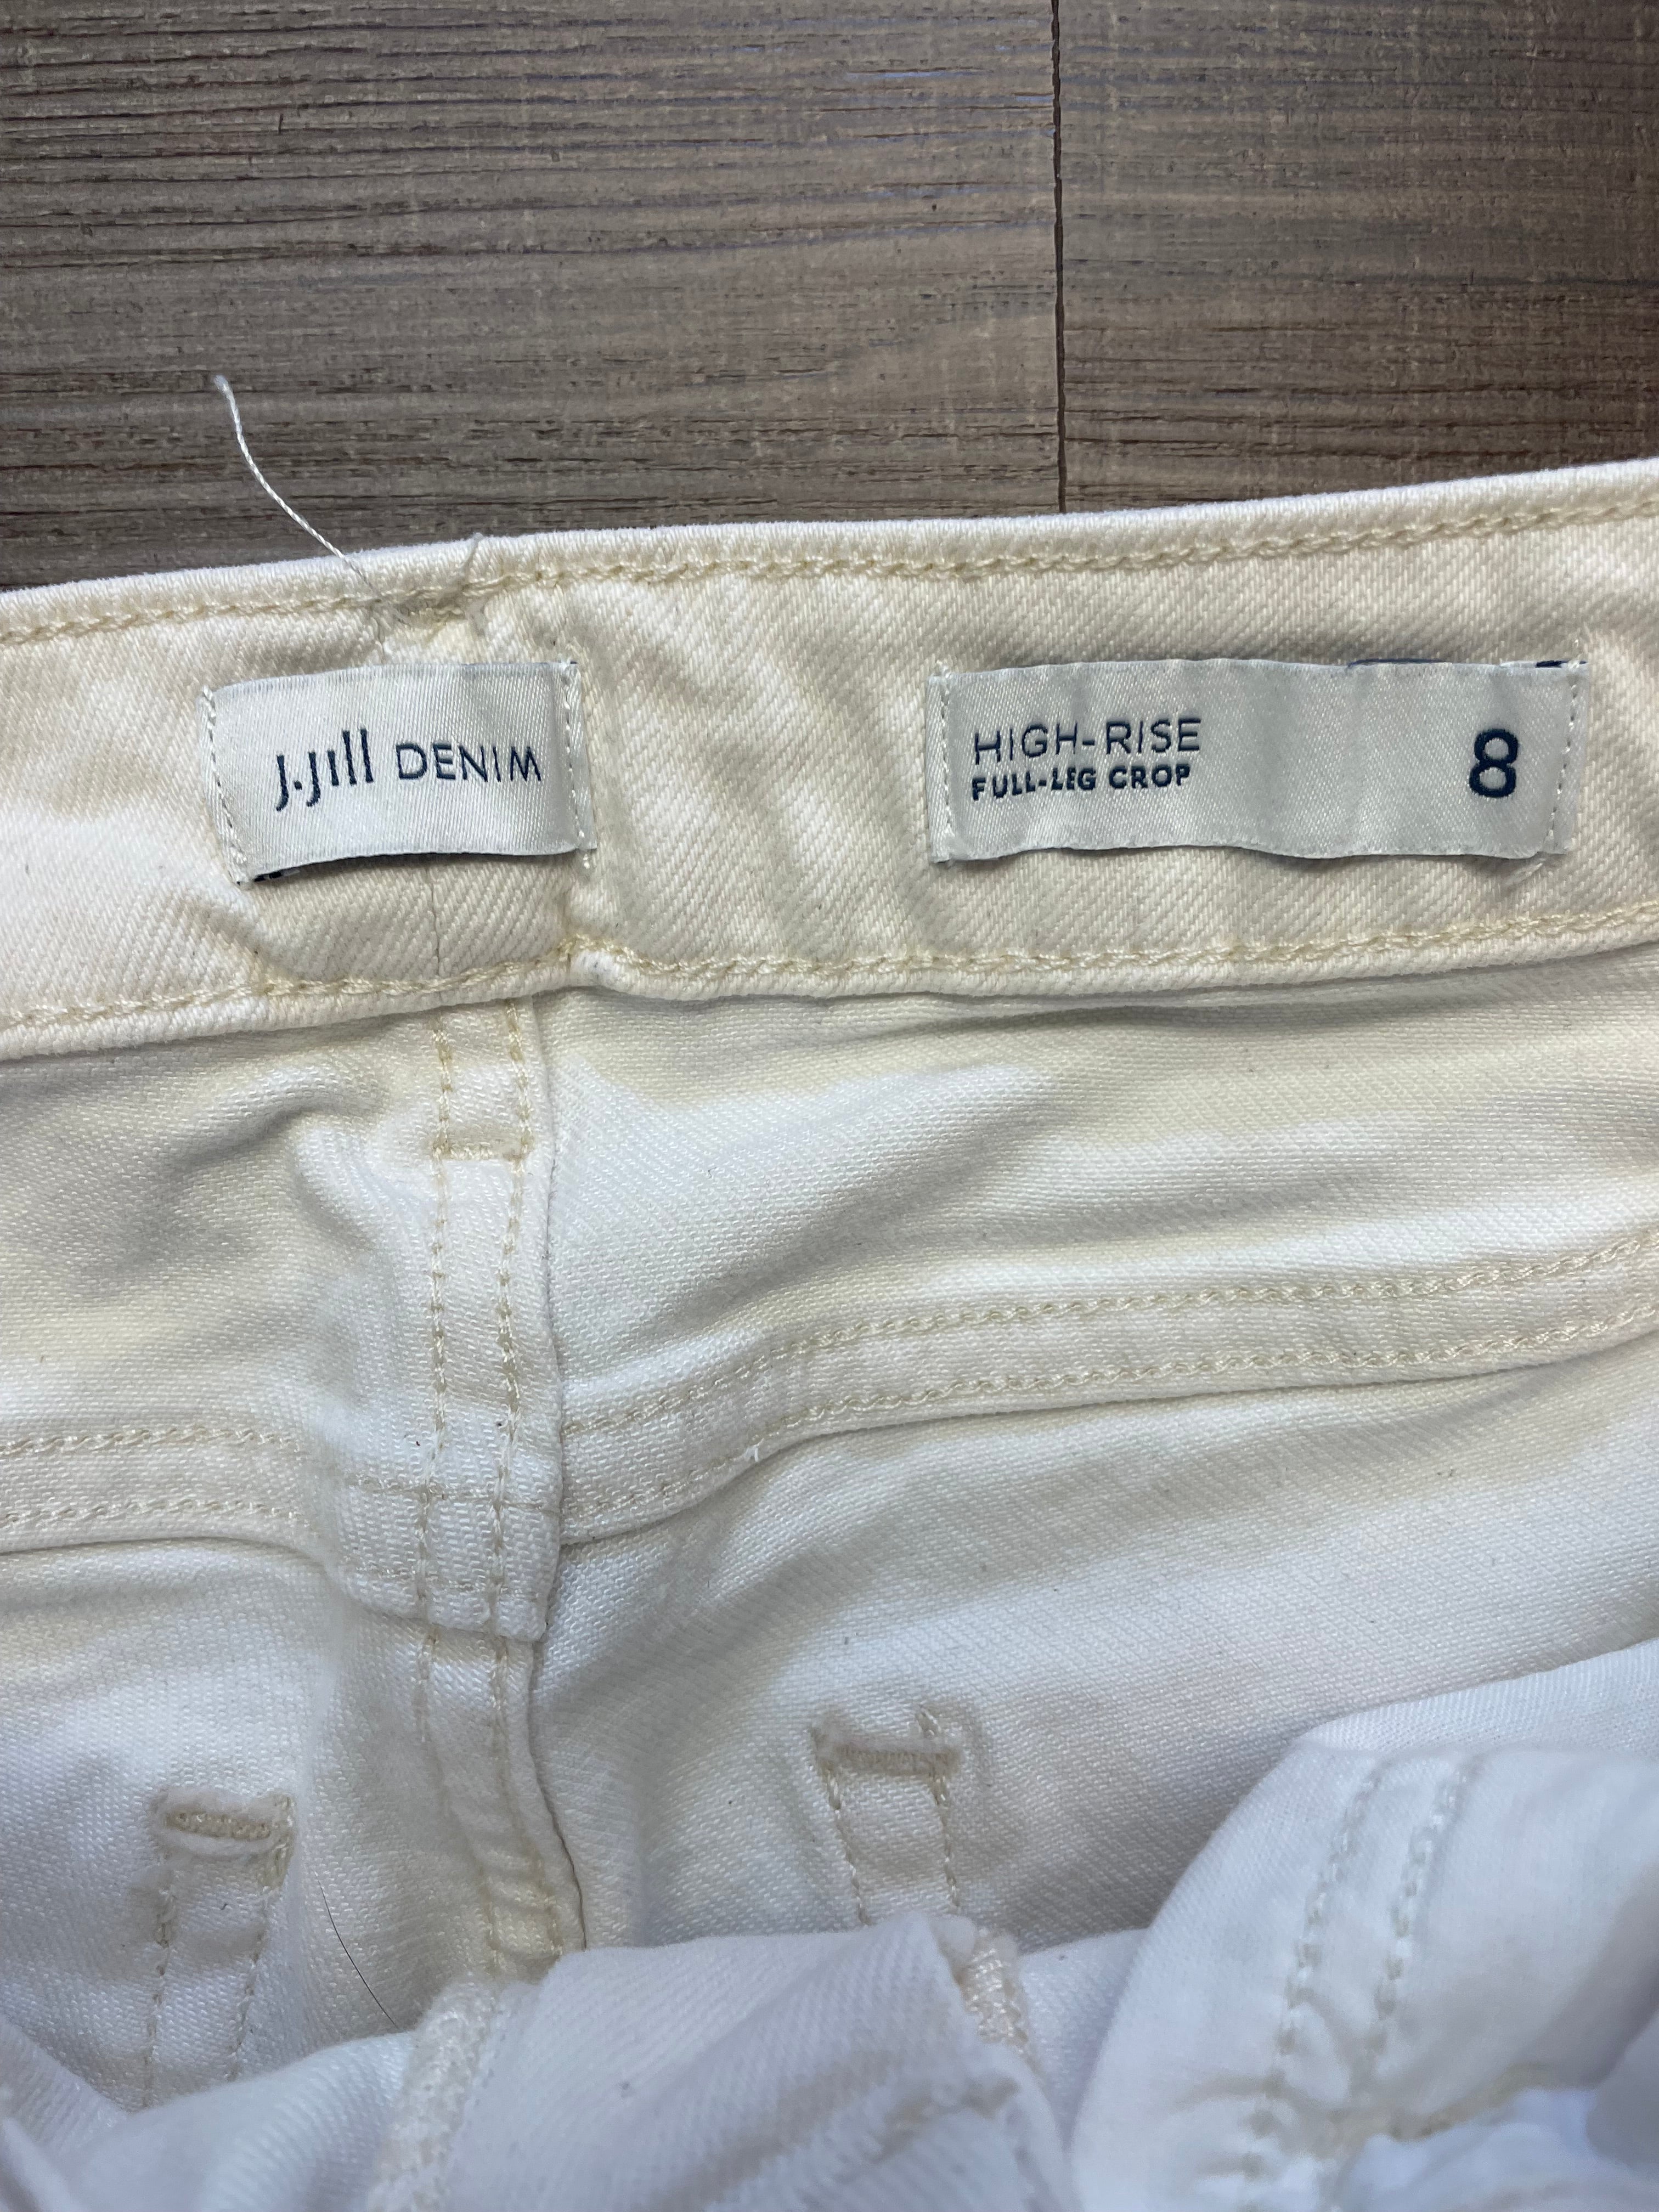 J.Jill DENIM
HIGH-RISE
FULL-LEG CROP
8